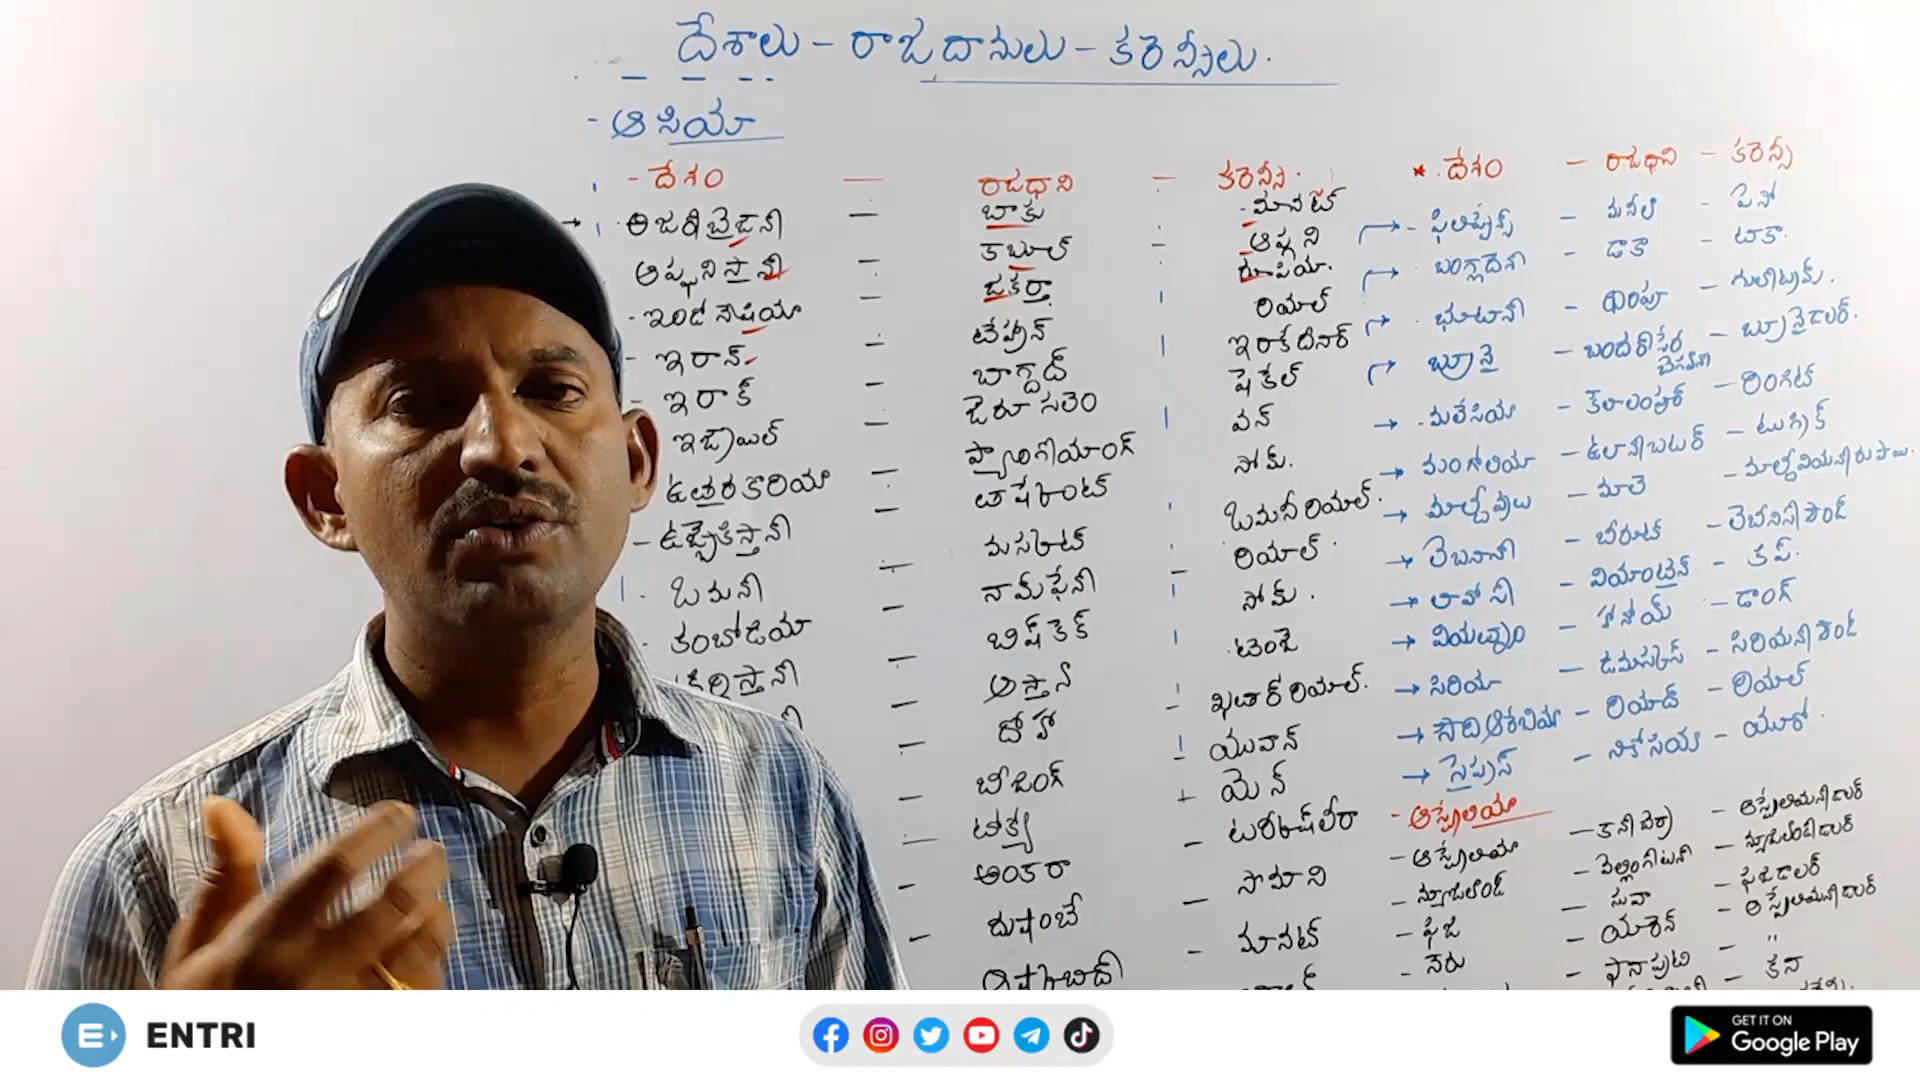 దేశాలు - రాజదానులు - కరెన్సీలు.
- ఆసియా
- దేశం - రాజధాని - కరెన్సీ.
అజర్ బైజాన్ - బాకు - మానట్
ఆఫ్ఘనిస్తాన్ - కాబూల్ - ఆఫ్ఘని
- ఇండోనేషియా - జకర్తా - రూపియా.
- ఇరాన్ - టెహ్రాన్ రియాల్
- ఇరాక్ - బాగ్దాద్ ఇరాకీదినార్
ఇజ్రాయిల్ - జెరూసలెం షెకెల్
ఉత్తరకొరియా - ప్యాంగియాంగ్ వన్
- ఉజ్బెకిస్తాన్ - తాష్కెంట్ సోమ్.
- ఒమన్ - మస్కట్ ఒమనీరియాల్.
- కంబోడియా - నామ్ ఫెన్ - రియాల్.
కిర్గిస్తాన్ - బిష్ కెక్ సోమ్.
- అస్తానా టెంజె
- దోహా - ఖతార్ రియాల్.
- బీజింగ్ - యువాన్
టోక్యో యెన్
- అంకారా - టర్కిష్ లీరా
- దుషాంబే - సొమాని
- మానట్
* దేశం - రాజధాని - కరెన్సీ
- ఫిలిప్పీన్స్ - మనీలా - పెసో
బంగ్లాదేశ్ - ఢాకా - టాకా.
భూటాన్ - థింపూ - గుల్ ట్రమ్.
బ్రూనై - బందర్ సెరి బెగవాన్ - బ్రూనైడాలర్.
- మలేసియా - కౌలాలంపూర్ - రింగిట్
మంగోలియా - ఉలాన్ బటర్ - టుగ్రిక్
మాల్దీవులు - మాలె - మాల్దీవియన్ రుపాయి.
లెబనాన్ - బీరూట్ - లెబనిస్ పౌండ్
లావోస్ - వియాంటైన్ - కిప్.
వియత్నాం - హనోయ్ - డాంగ్
సిరియా - డమాస్కస్ - సిరియన్ పౌండ్
సౌదిఅరేబియా - రియాద్ - రియాల్
సైప్రస్ - నికోసియా - యూరో.
- ఆస్ట్రేలియా
- ఆస్ట్రేలియా - కాన్ బెర్రా - ఆస్ట్రేలియన్ డాలర్
- న్యూజిలాండ్ - వెల్లింగ్టన్ - న్యూజిలాండ్ డాలర్
- ఫిజి - సువా - ఫిజి డాలర్
- నౌరు - యారెన్ - ఆస్ట్రేలియన్ డాలర్
- ఫూనాపుటి - "
- కినా
ENTRI
GET IT ON
Google Play